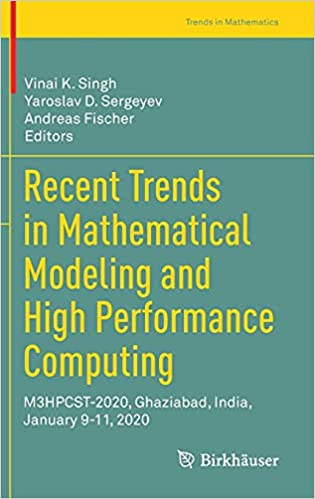 Trends in Mathematics
Vinai K. Singh
Yaroslav D. Sergeyev
Andreas Fischer
Editors
Recent Trends
in Mathematical
Modeling and
High Performance
Computing
M3HPCST-2020, Ghaziabad, India,
January 9-11, 2020
Birkhäuser